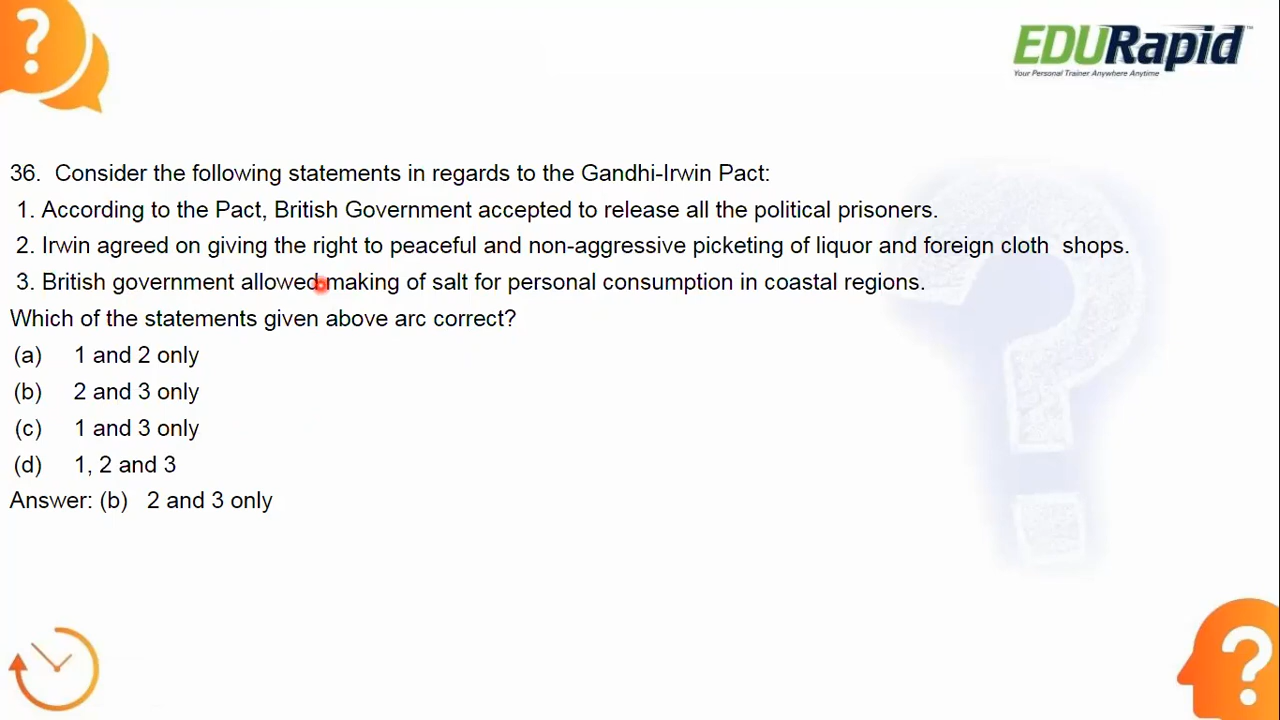 ?
EDURapid™
Your Personal Trainer Anywhere Anytime
36. Consider the following statements in regards to the Gandhi-Irwin Pact:
1. According to the Pact, British Government accepted to release all the political prisoners.
2. Irwin agreed on giving the right to peaceful and non-aggressive picketing of liquor and foreign cloth shops.
3. British government allowed making of salt for personal consumption in coastal regions.
Which of the statements given above arc correct?
(a) 1 and 2 only
(b) 2 and 3 only
(c) 1 and 3 only
(d) 1, 2 and 3
Answer: (b) 2 and 3 only
?